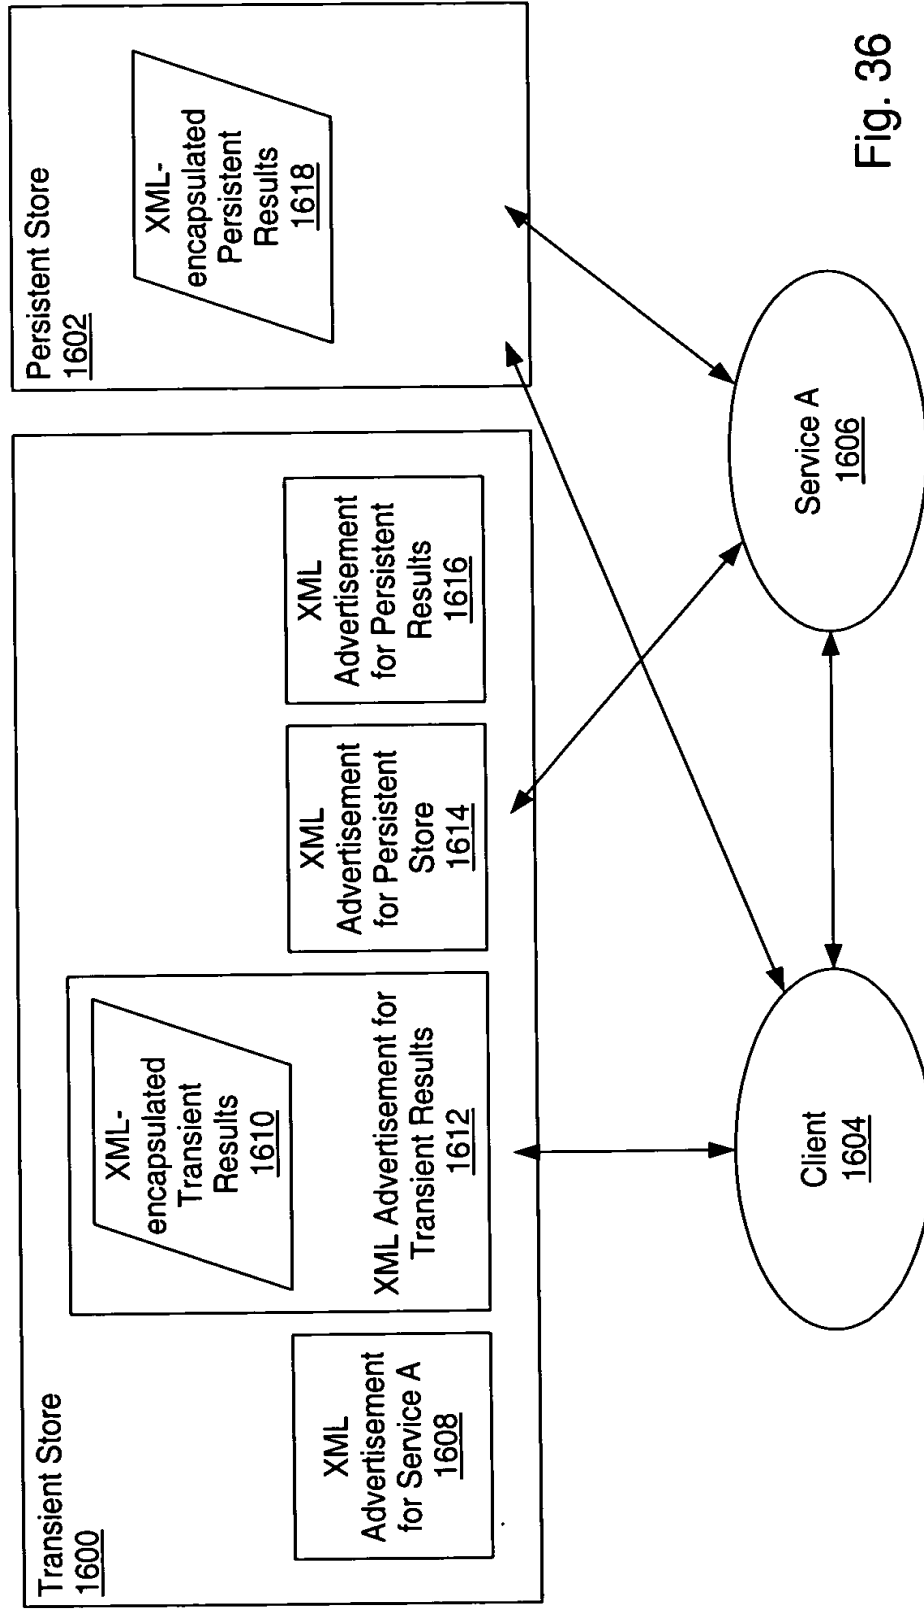 Transient Store
1600
XML
Advertisement
for Service A
1608
XML-
encapsulated
Transient
Results
1610
XML Advertisement for
Transient Results
1612
XML
Advertisement
for Persistent
Store
1614
XML
Advertisement
for Persistent
Results
1616
Persistent Store
1602
XML-
encapsulated
Persistent
Results
1618
Client
1604
Service A
1606
Fig. 36